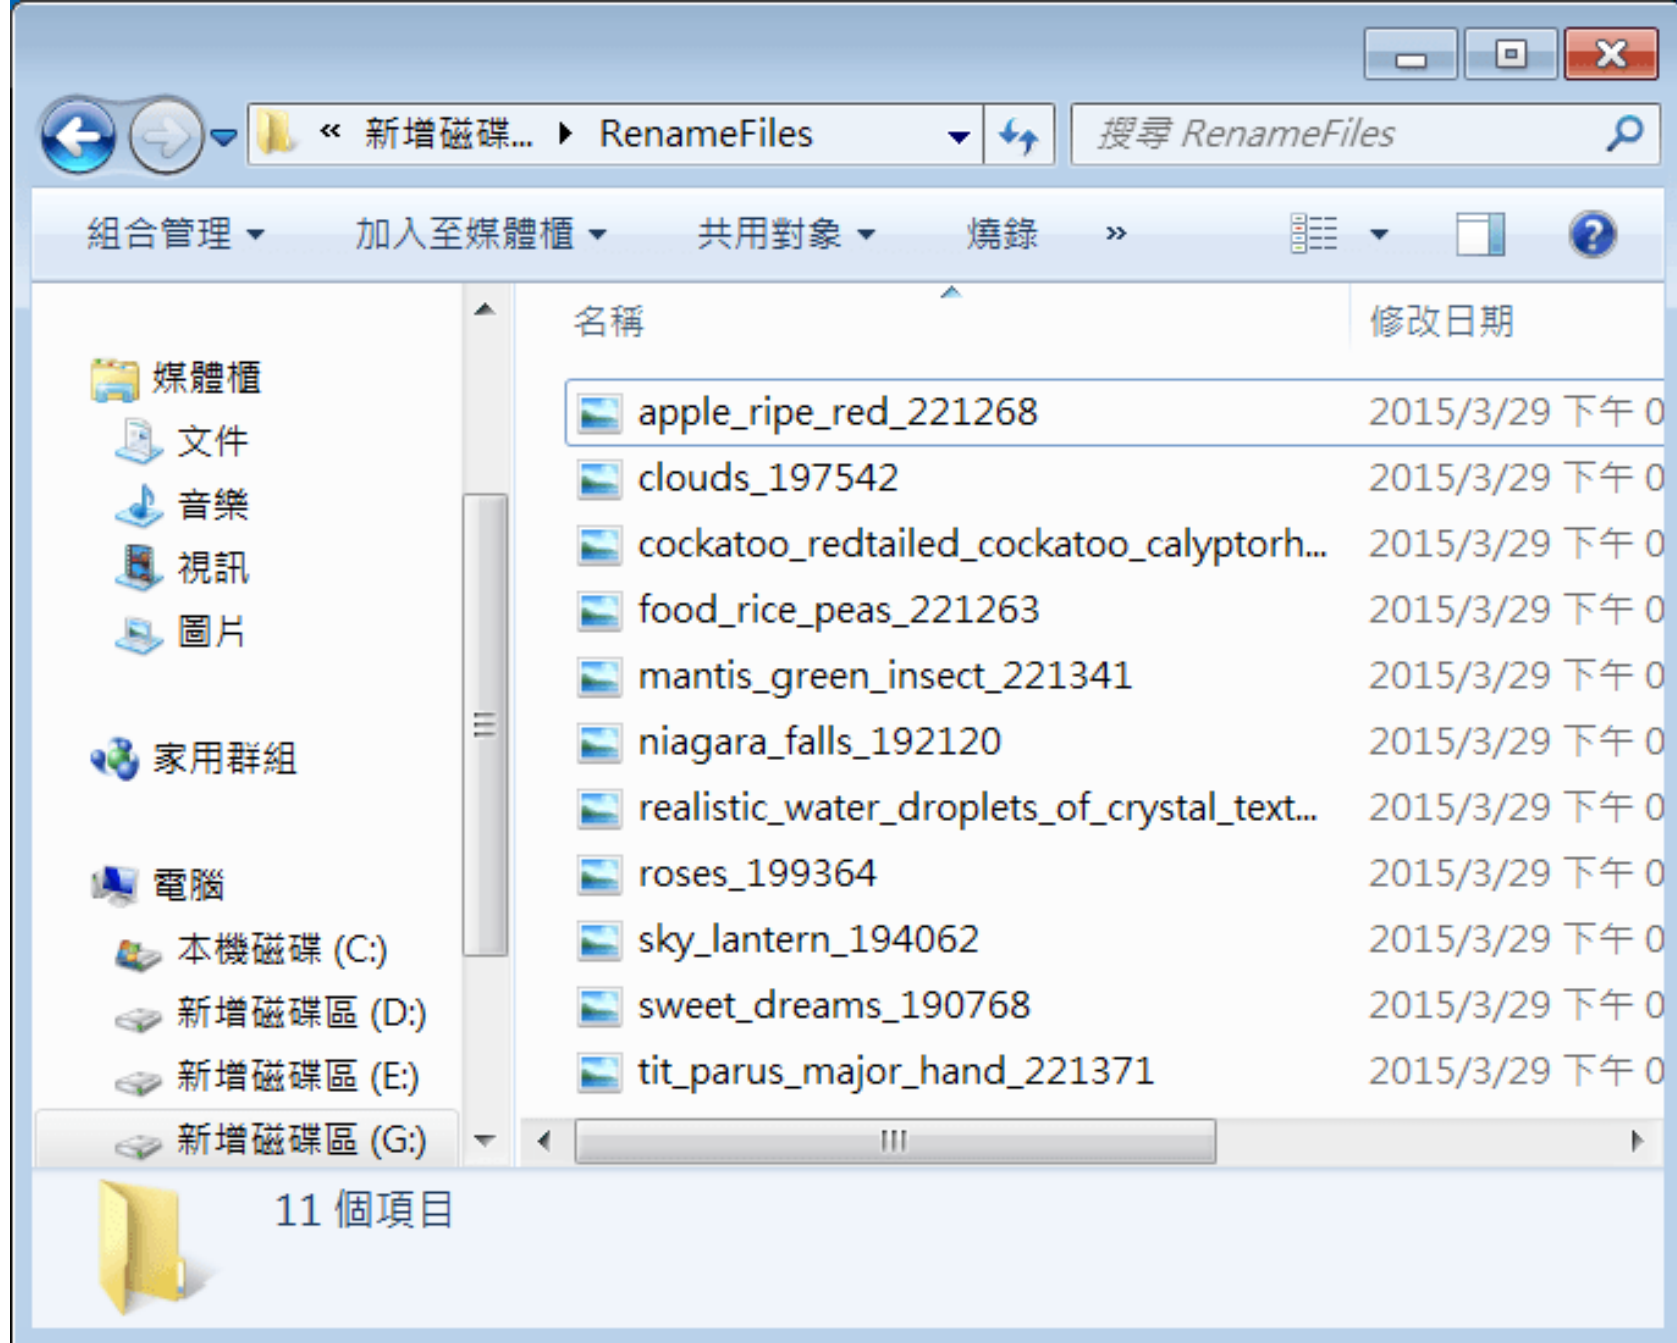 « 新增磁碟... ▸ RenameFiles
搜尋 RenameFiles
組合管理 加入至媒體櫃 共用對象 燒錄 »
媒體櫃
文件
音樂
視訊
圖片
家用群組
電腦
本機磁碟 (C:)
新增磁碟區 (D:)
新增磁碟區 (E:)
新增磁碟區 (G:)
名稱 修改日期
apple_ripe_red_221268 2015/3/29 下午 0
clouds_197542 2015/3/29 下午 0
cockatoo_redtailed_cockatoo_calyptorh... 2015/3/29 下午 0
food_rice_peas_221263 2015/3/29 下午 0
mantis_green_insect_221341 2015/3/29 下午 0
niagara_falls_192120 2015/3/29 下午 0
realistic_water_droplets_of_crystal_text... 2015/3/29 下午 0
roses_199364 2015/3/29 下午 0
sky_lantern_194062 2015/3/29 下午 0
sweet_dreams_190768 2015/3/29 下午 0
tit_parus_major_hand_221371 2015/3/29 下午 0
11 個項目